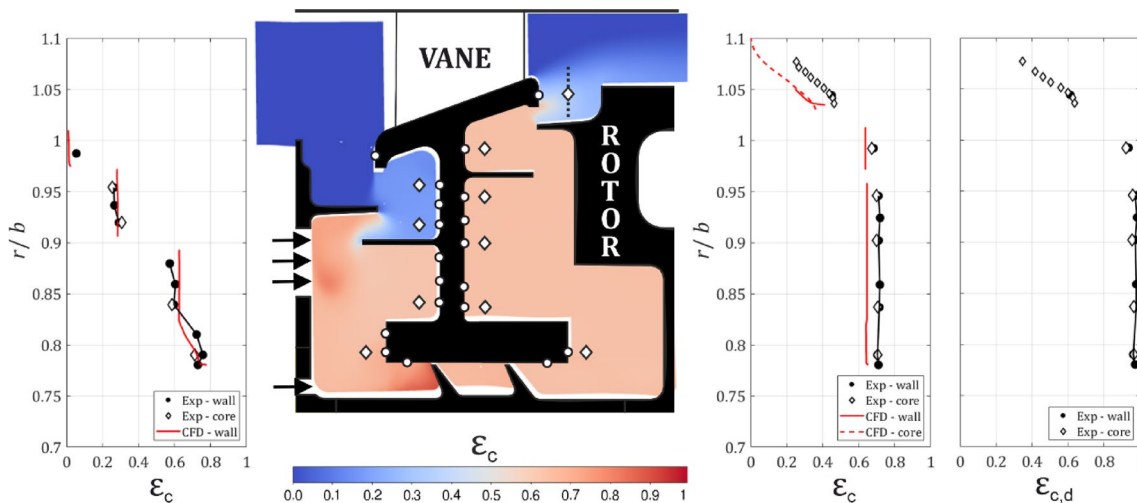 1.1
1.05
1
0.95
0.9
0.85
0.8
0.75
0.7
r/ b
0 0.2 0.4 0.6 0.8 1
εc
Exp - wall
Exp - core
CFD - wall
VANE
ROTOR
εc
0.0 0.1 0.2 0.3 0.4 0.5 0.6 0.7 0.8 0.9 1
1.1
1.05
1
0.95
0.9
0.85
0.8
0.75
0.7
r/ b
0 0.2 0.4 0.6 0.8 1
εc
Exp - wall
Exp - core
CFD - wall
CFD - core
0 0.2 0.4 0.6 0.8
εc,d
Exp - wall
Exp - core